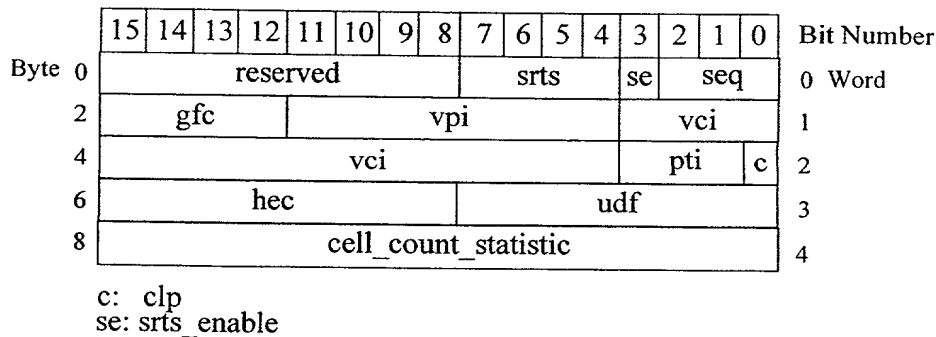 15 14 13 12 11 10 9 8 7 6 5 4 3 2 1 0 Bit Number
Byte 0 reserved srts se seq 0 Word
2 gfc vpi vci 1
4 vci pti c 2
6 hec udf 3
8 cell_count_statistic 4
c: clp
se: srts_enable